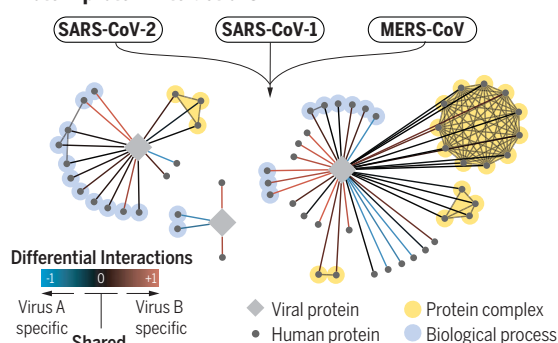 SARS-CoV-2
SARS-CoV-1
MERS-CoV
Differential Interactions
-1
0
+1
Virus A
specific
Virus B
specific
Shared
Viral protein
Human protein
Protein complex
Biological process